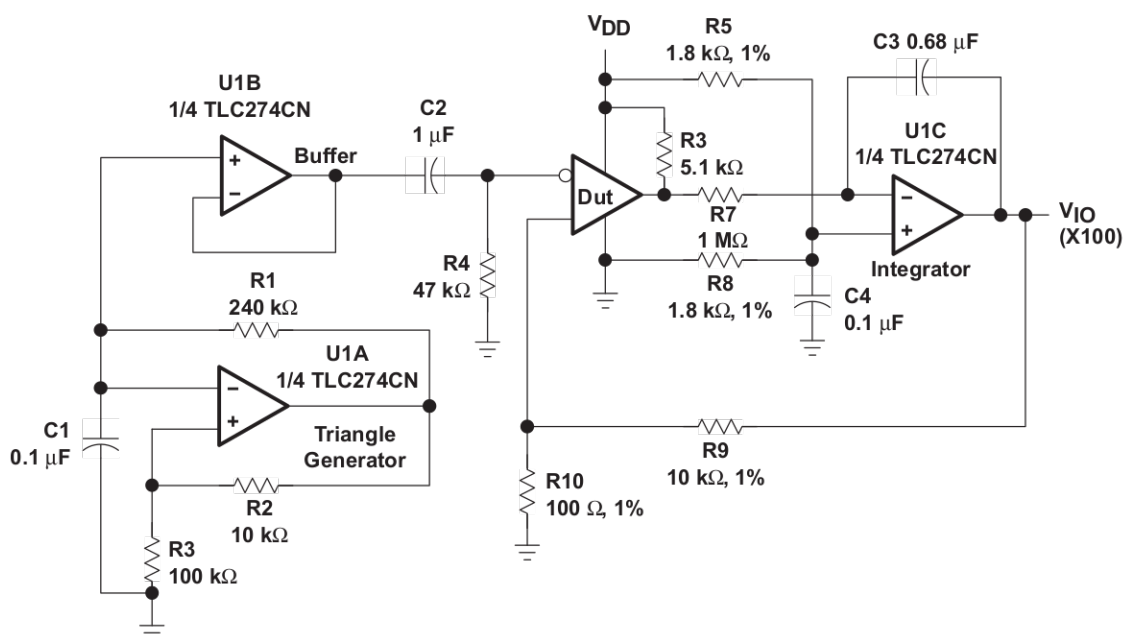 VDD
R5
1.8 kΩ, 1%
C3 0.68 μF
U1B
1/4 TLC274CN
C2
1 μF
Buffer
+
−
R3
5.1 kΩ
U1C
1/4 TLC274CN
Dut
R7
1 MΩ
−
+
Integrator
VIO
(X100)
R4
47 kΩ
R8
1.8 kΩ, 1%
C4
0.1 μF
R1
240 kΩ
U1A
1/4 TLC274CN
−
+
C1
0.1 μF
Triangle
Generator
R9
10 kΩ, 1%
R10
100 Ω, 1%
R2
10 kΩ
R3
100 kΩ